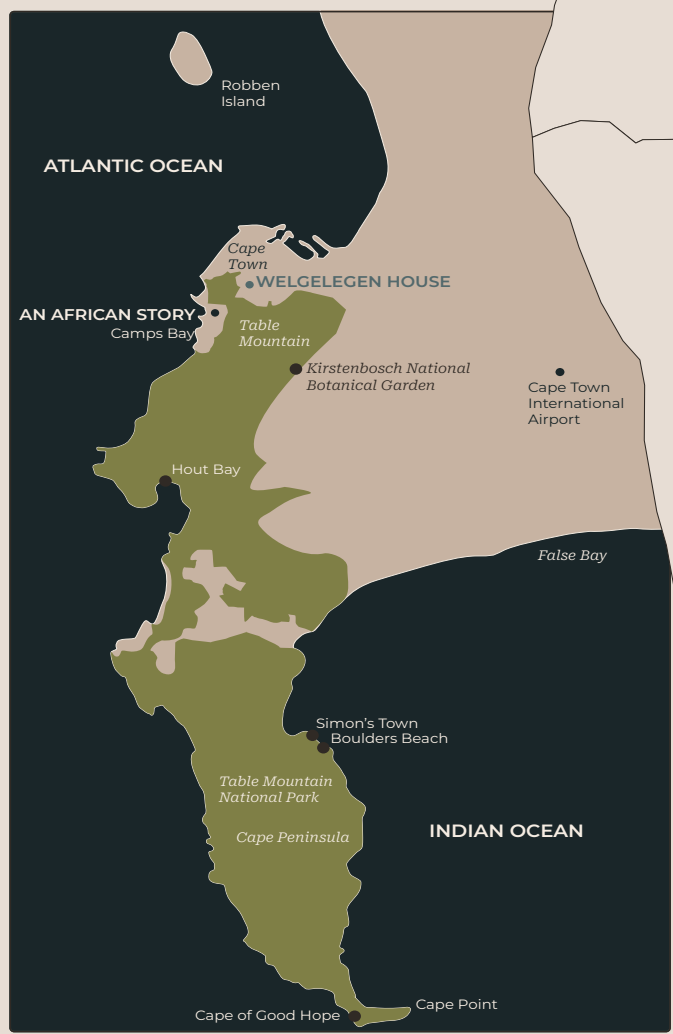 Robben
Island
ATLANTIC OCEAN
Cape
Town
WELGELEGEN HOUSE
AN AFRICAN STORY
Camps Bay
Table
Mountain
Kirstenbosch National
Botanical Garden
Cape Town
International
Airport
Hout Bay
False Bay
Simon’s Town
Boulders Beach
Table Mountain
National Park
INDIAN OCEAN
Cape Peninsula
Cape Point
Cape of Good Hope